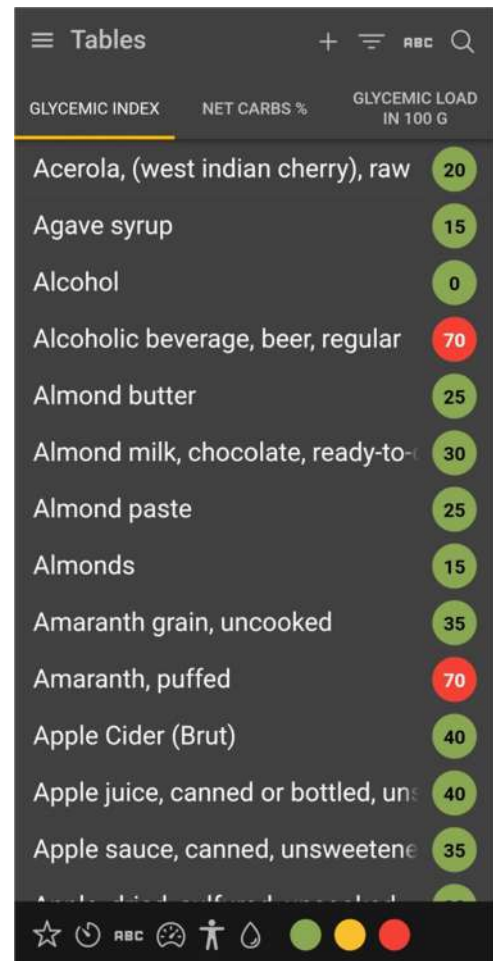 Tables
ABC
GLYCEMIC INDEX
NET CARBS %
GLYCEMIC LOAD
IN 100 G
Acerola, (west indian cherry), raw 20
Agave syrup 15
Alcohol 0
Alcoholic beverage, beer, regular 70
Almond butter 25
Almond milk, chocolate, ready-to- 30
Almond paste 25
Almonds 15
Amaranth grain, uncooked 35
Amaranth, puffed 70
Apple Cider (Brut) 40
Apple juice, canned or bottled, un 40
Apple sauce, canned, unsweetene 35
ABC